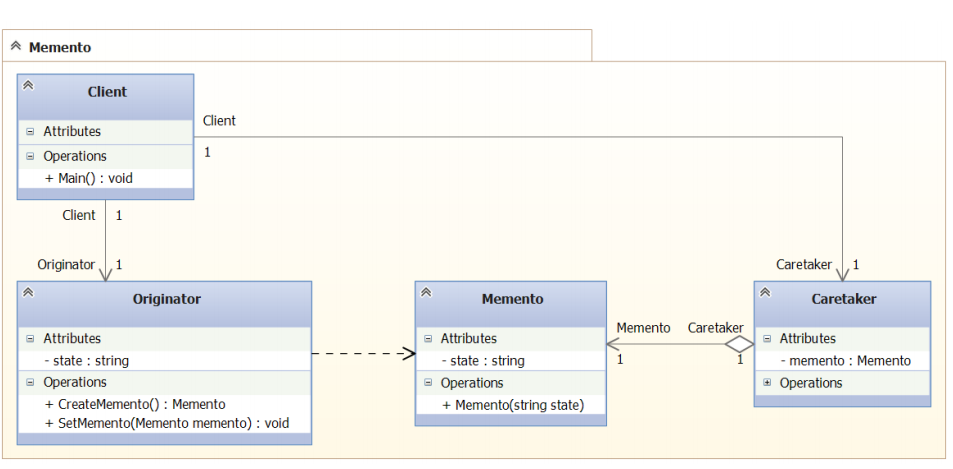 Memento
Client
Attributes
Operations
+ Main() : void
Client
1
Client 1
Originator 1
Caretaker 1
Originator
Attributes
- state : string
Operations
+ CreateMemento() : Memento
+ SetMemento(Memento memento) : void
Memento
Attributes
- state : string
Operations
+ Memento(string state)
Memento Caretaker
1 1
Caretaker
Attributes
- memento : Memento
Operations